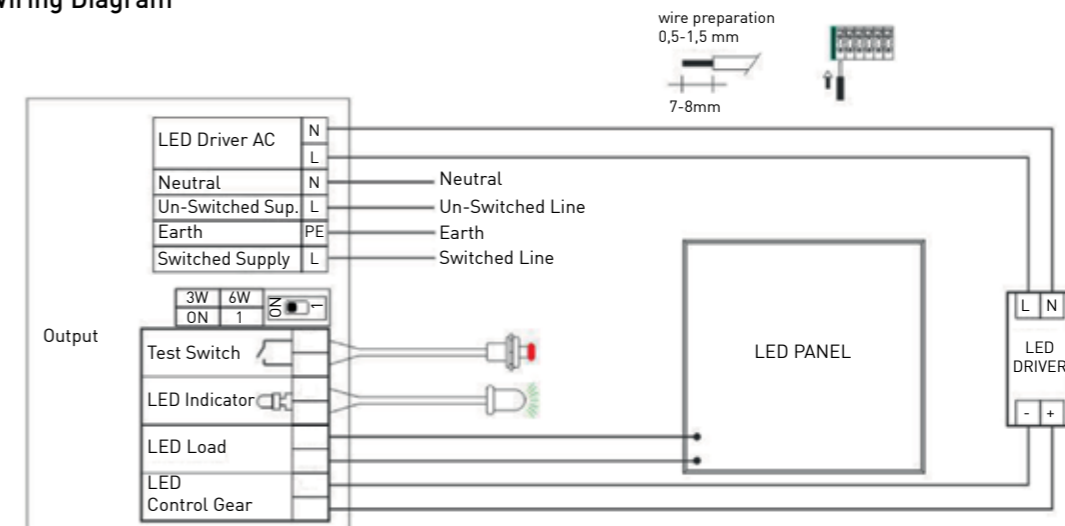 Wiring Diagram
wire preparation
0,5-1,5 mm
7-8mm
LED Driver AC
N
L
Neutral N Neutral
Un-Switched Sup. L Un-Switched Line
Earth PE Earth
Switched Supply L Switched Line
3W 6W
ON 1
ON 1
Output
Test Switch
LED Indicator
LED Load
LED
Control Gear
LED PANEL
L N
LED
DRIVER
- +